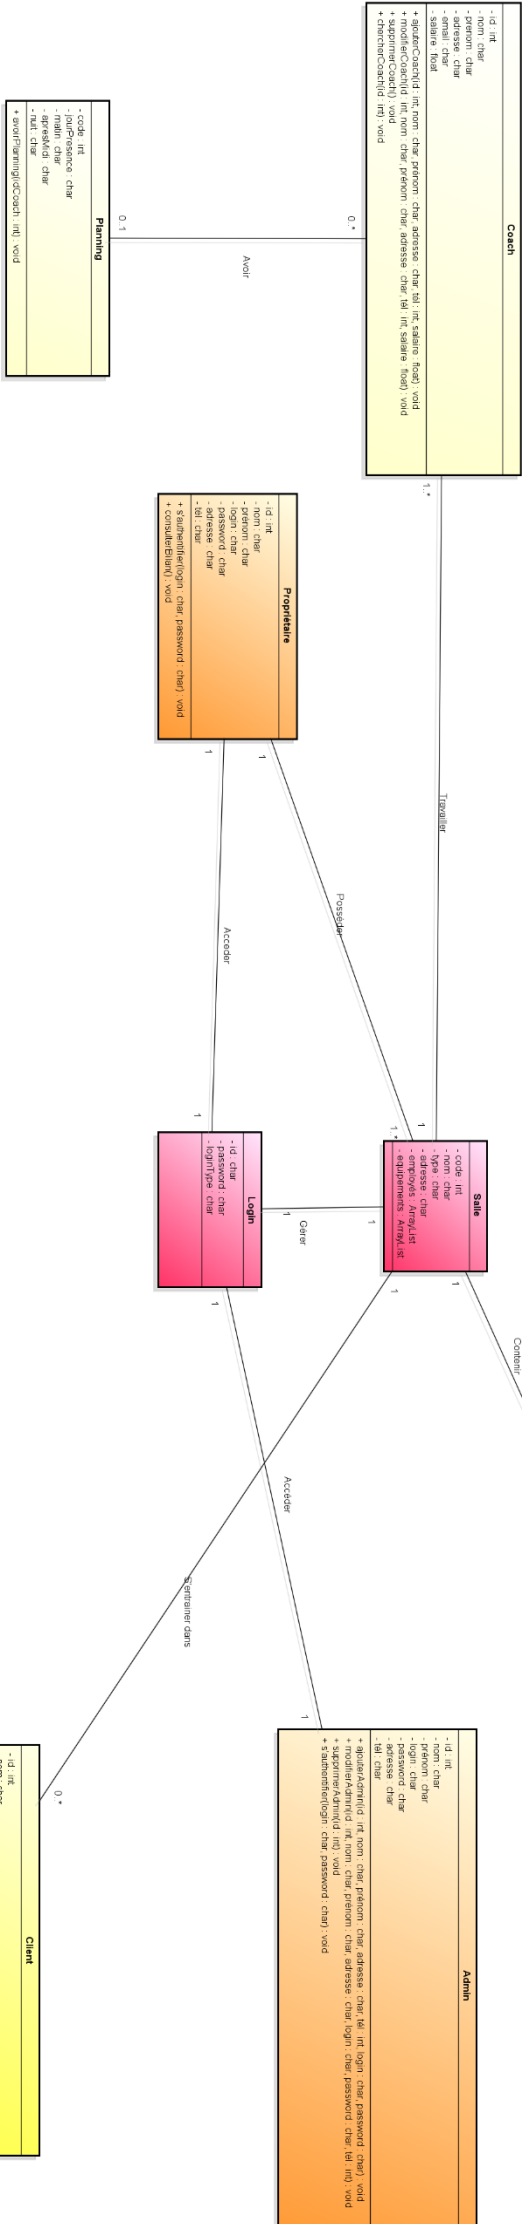 Coach
- id : int
- nom : char
- prenom : char
- adresse : char
- email : char
- salaire : float
+ ajouterCoach(id : int, nom : char, prénom : char, adresse : char, tél : int, salaire : float) : void
+ modifierCoach(id : int, nom : char, prénom : char, adresse : char, tél : int, salaire : float) : void
+ supprimerCoach() : void
+ chercherCoach(id : int) : void
0..*
Avoir
0..1
Planning
- code : int
- jourPresence : char
- matin : char
- apresMidi : char
- nuit : char
+ avoirPlanning(idCoach : int) : void
1..*
Travailler
1
Propriétaire
- id : int
- nom : char
- prénom : char
- login : char
- password : char
- adresse : char
- tél : char
+ s'authentifier(login : char, password : char) : void
+ consulterBilan() : void
1
Posséder
1..*
1
Acceder
1
Salle
- code : int
- nom : char
- type : char
- adresse : char
- employés : ArrayList
- equipements : ArrayList
1
Contenir
1
Gérer
1
Login
- id : char
- password : char
- loginType : char
1
Accéder
1
1
S'entrainer dans
0..*
Admin
- id : int
- nom : char
- prénom : char
- login : char
- password : char
- adresse : char
- tél : char
+ ajouterAdmin(id : int, nom : char, prénom : char, adresse : char, tél : int, login : char, password : char) : void
+ modifierAdmin(id : int, nom : char, prénom : char, adresse : char, login : char, password : char, tél : int) : void
+ supprimerAdmin(id : int) : void
+ s'authentifier(login : char, password : char) : void
Client
- id : int